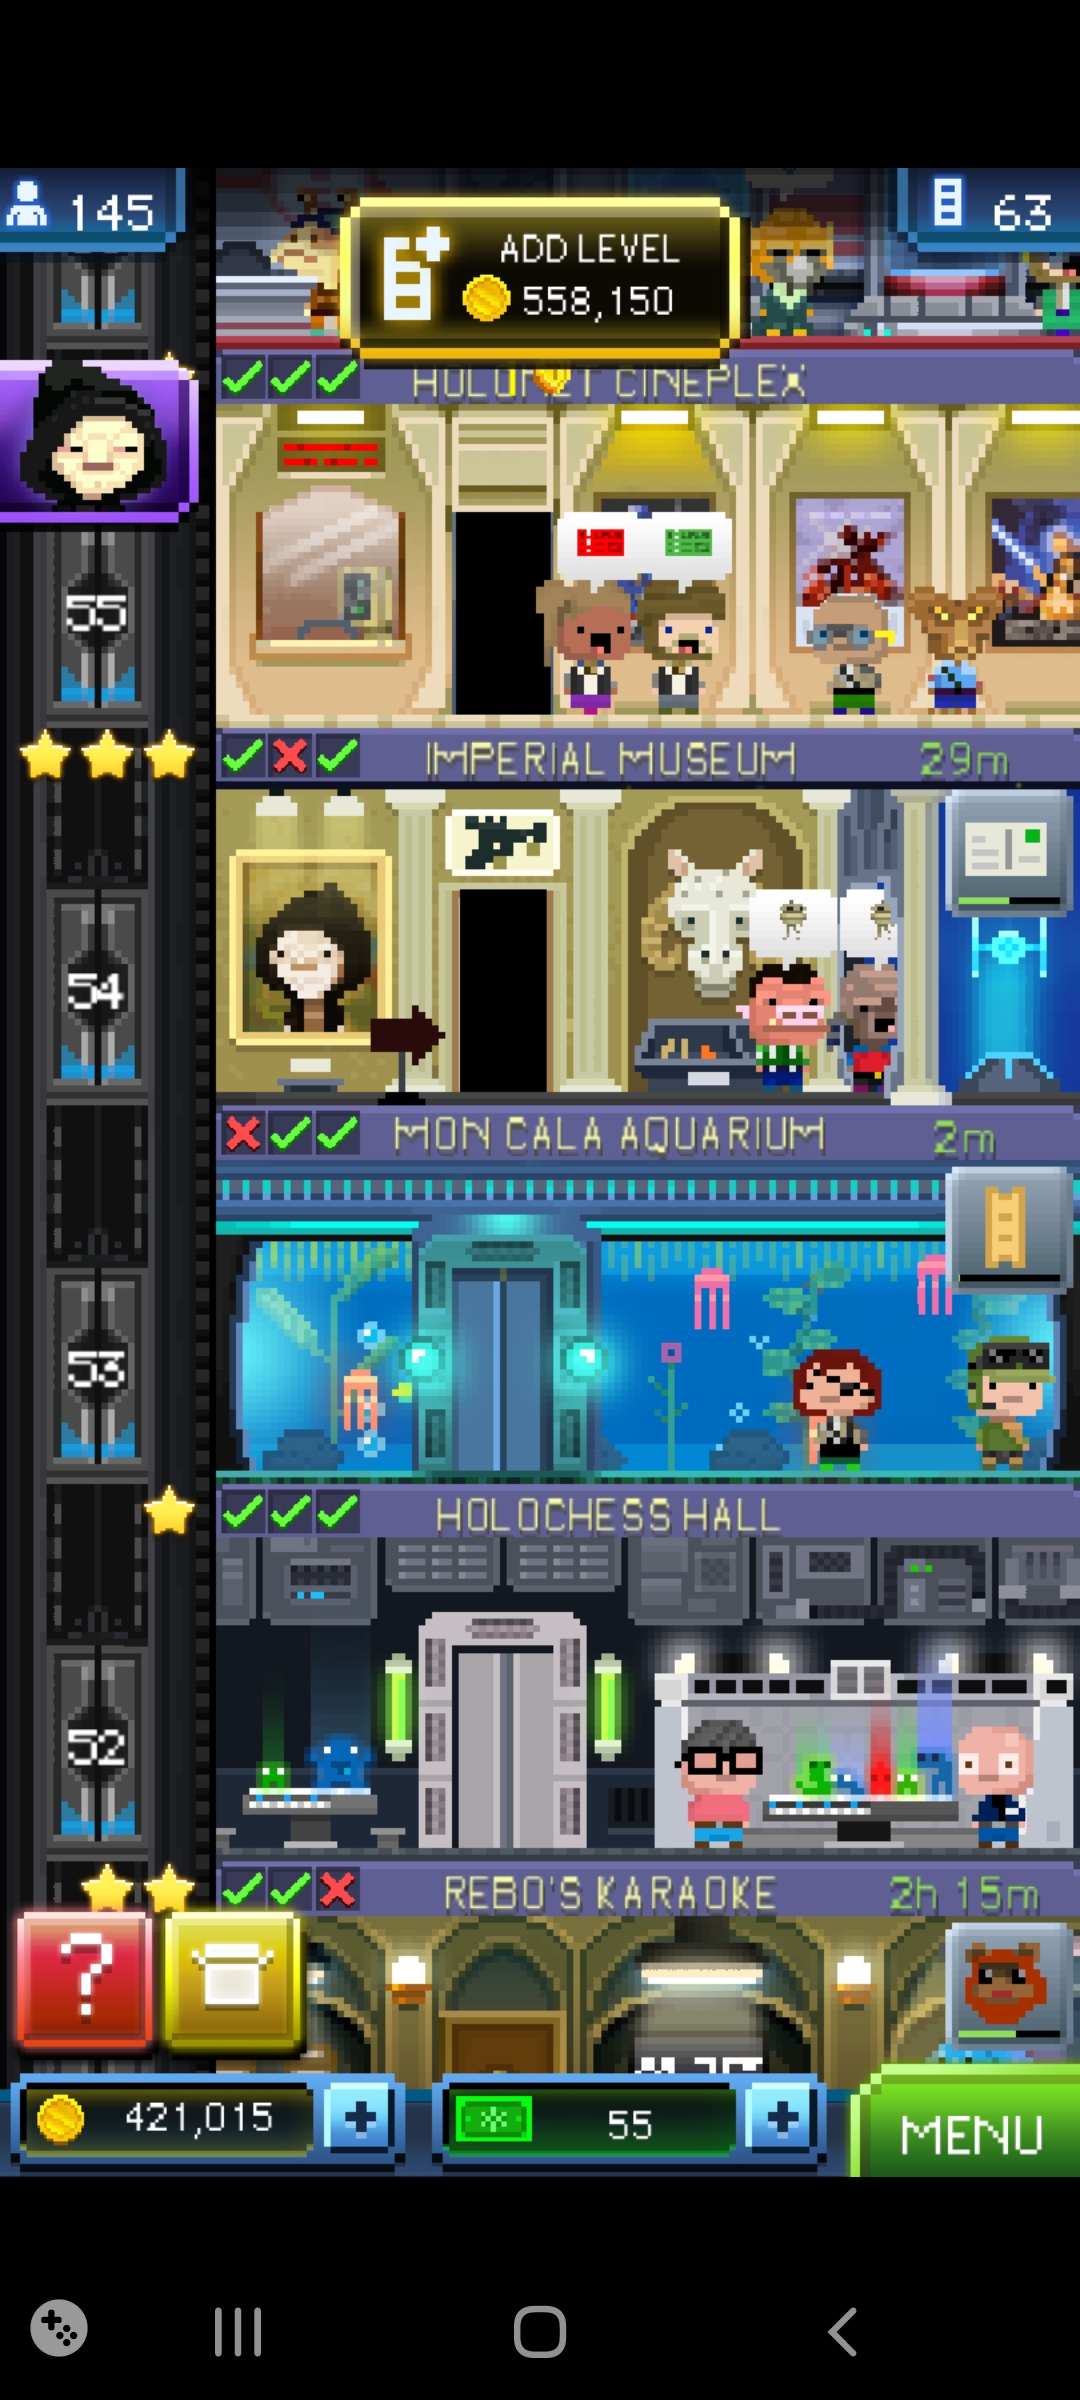 145
63
ADD LEVEL
558,150
CINEPLEX
55
IMPERIAL MUSEUM 29m
54
MON CALA AQUARIUM 2m
53
HOLOCHESS HALL
52
REBO'S KARAOKE 2h 15m
?
421,015 +
55 +
MENU